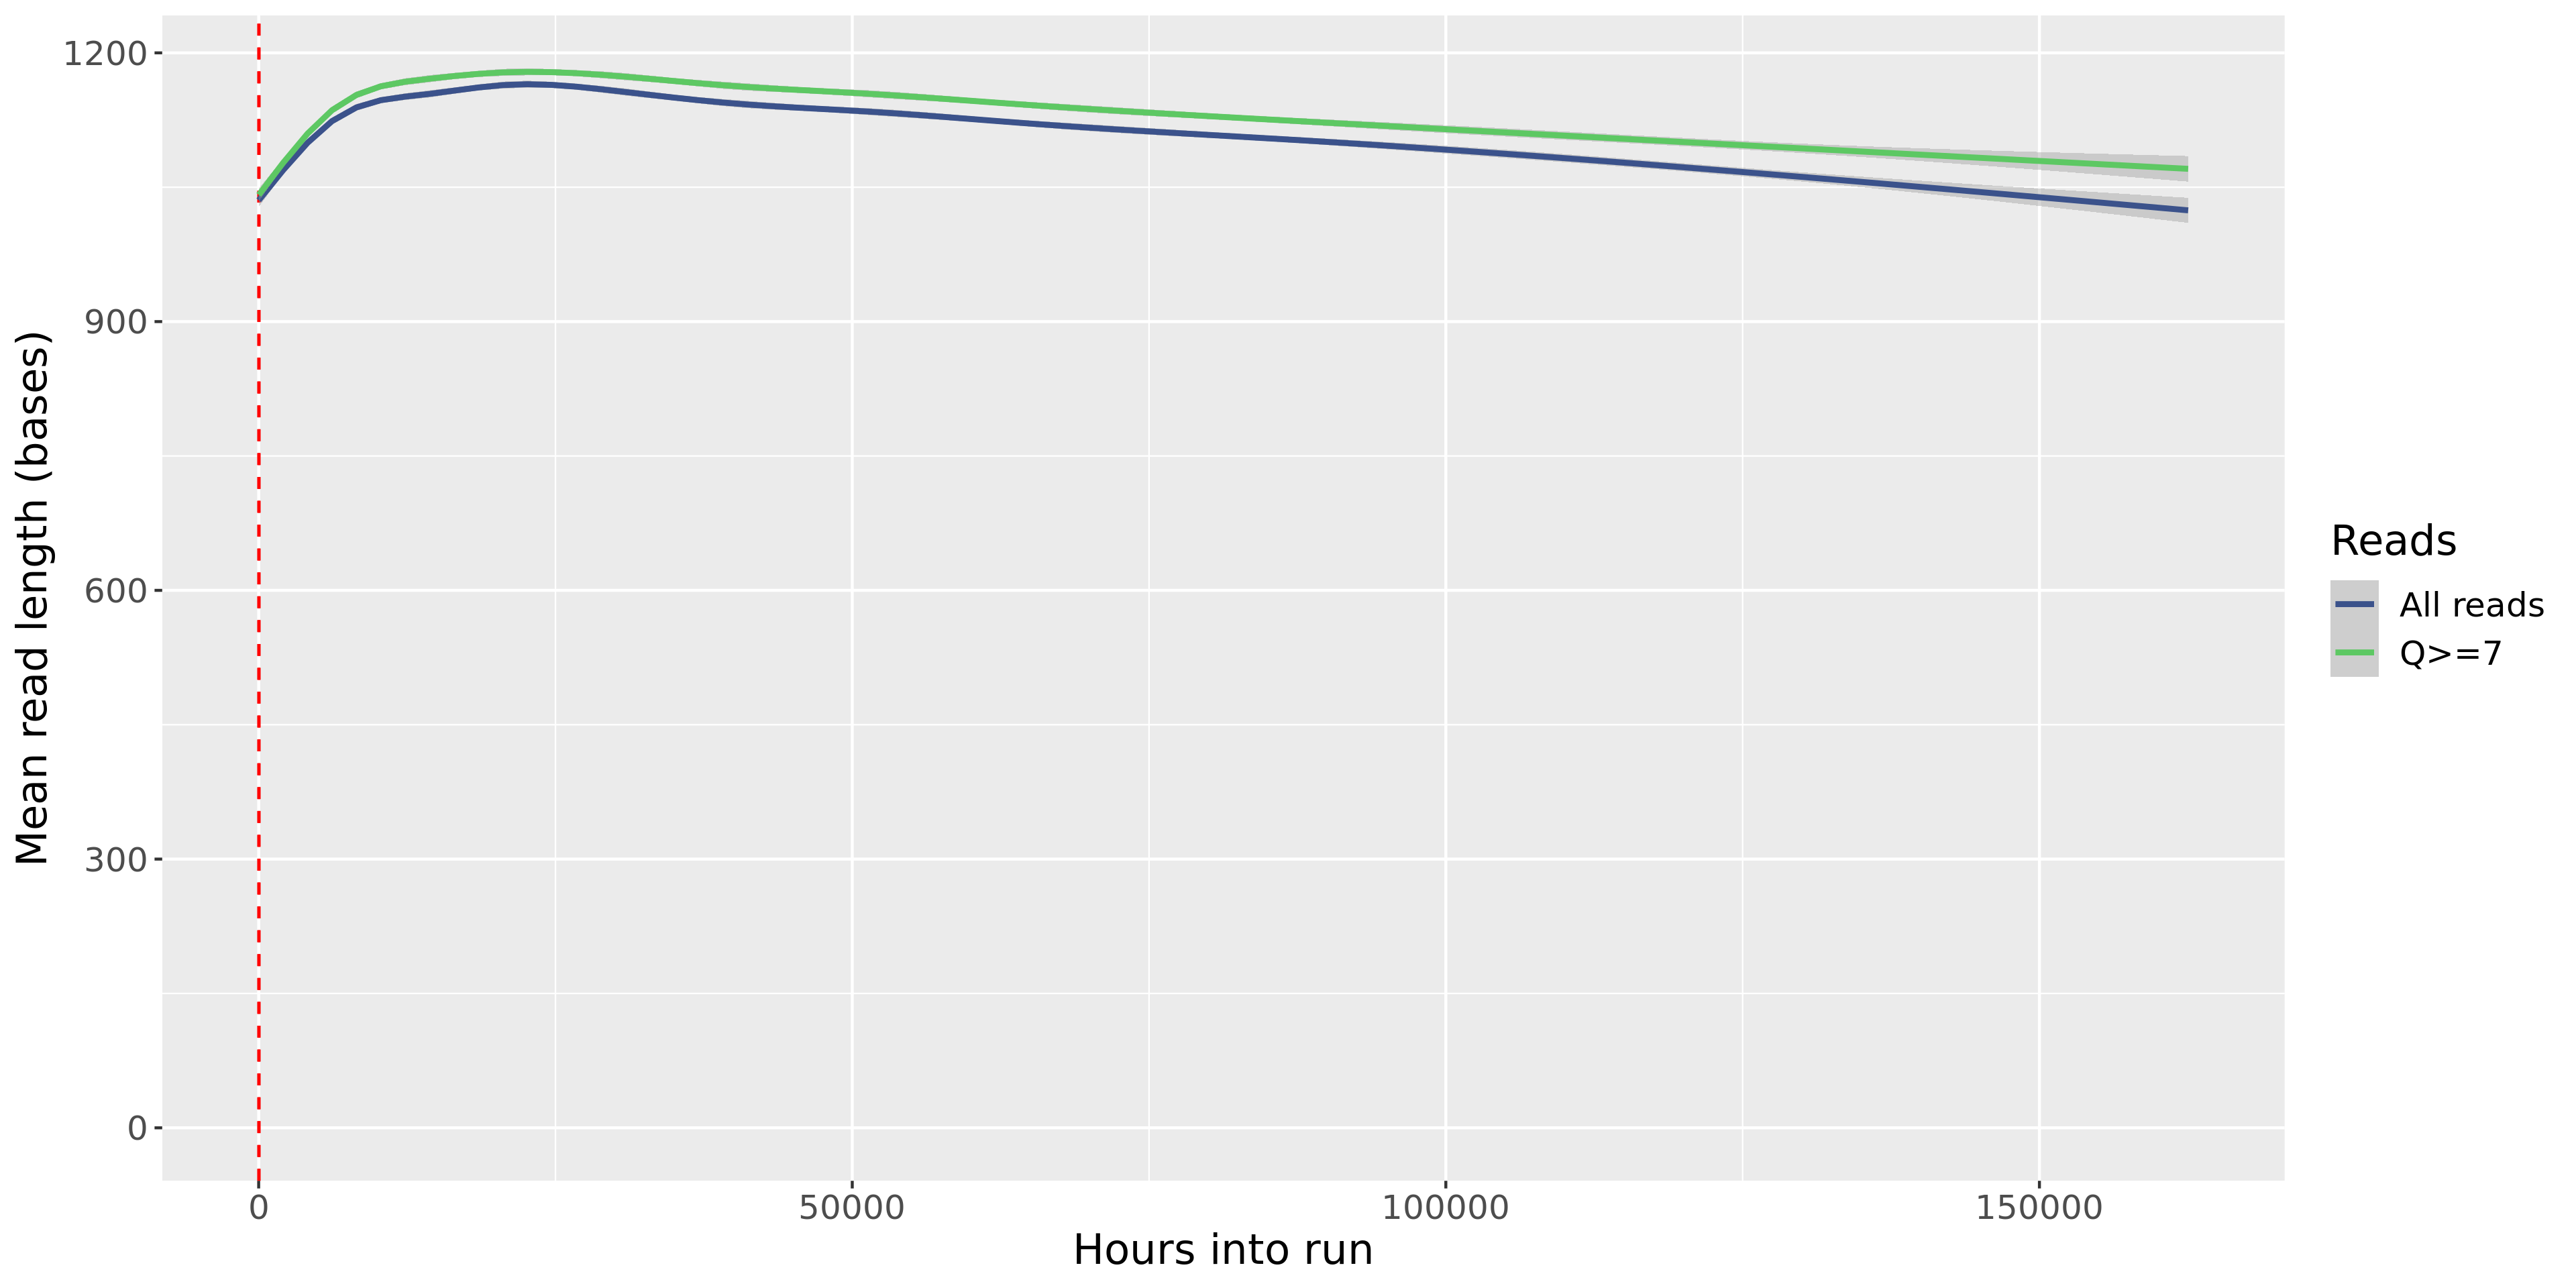 1200
900
600
300
0
Mean read length (bases)
0
50000
100000
150000
Hours into run
Reads
All reads
Q>=7